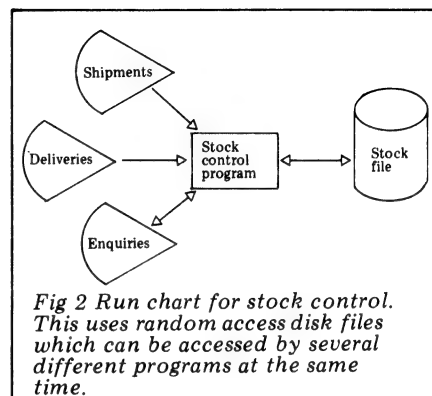 Shipments
Deliveries
Enquiries
Stock
control
program
Stock
file
Fig 2 Run chart for stock control.
This uses random access disk files
which can be accessed by several
different programs at the same
time.